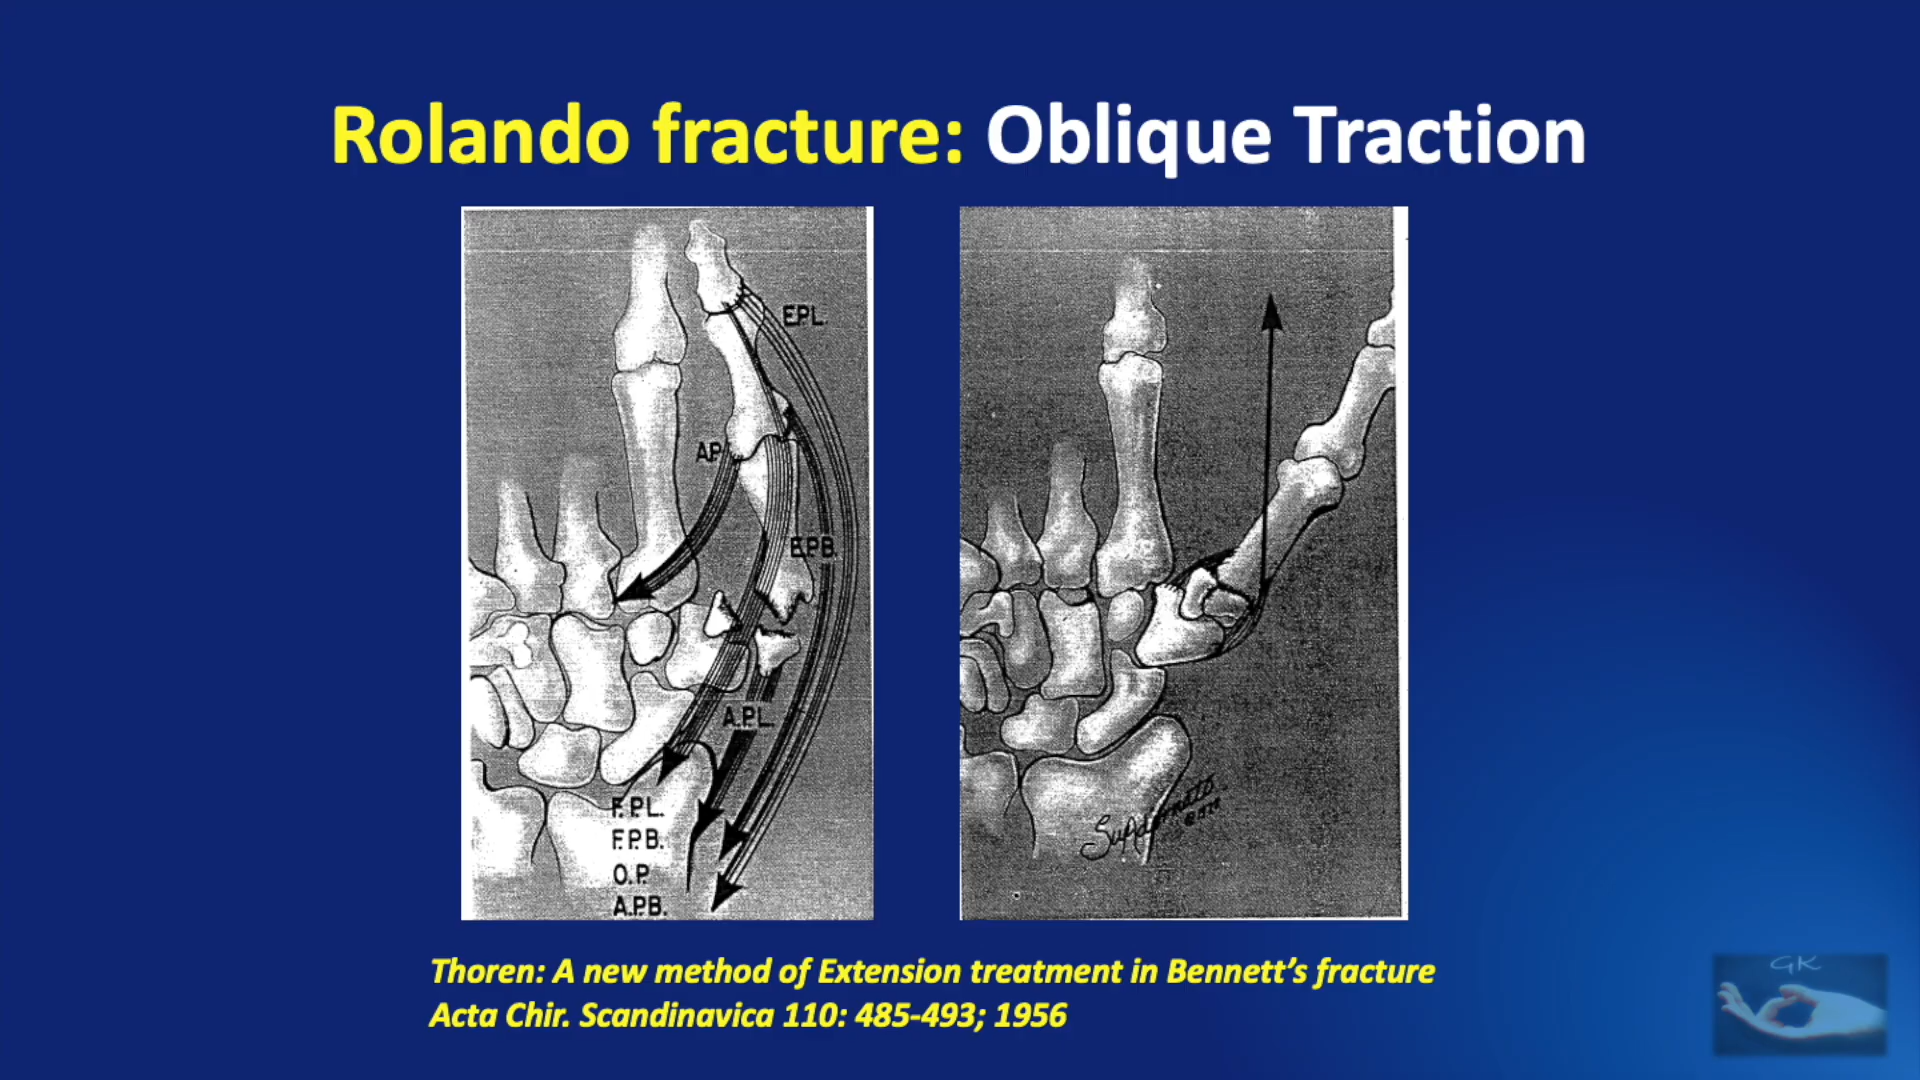 Rolando fracture: Oblique Traction
E.P.L.
A.P.
E.P.B.
A.P.L.
F.P.L.
F.P.B.
O.P.
A.P.B.
Thoren: A new method of Extension treatment in Bennett's fracture
Acta Chir. Scandinavica 110: 485-493; 1956
GK